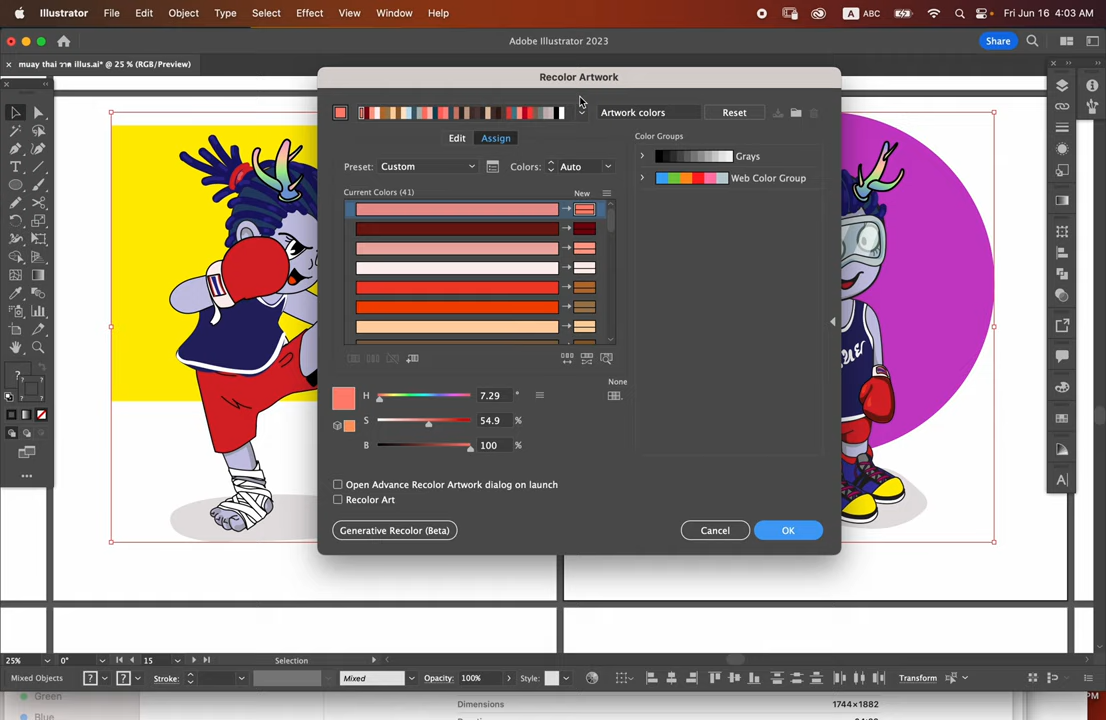 Illustrator File Edit Object Type Select Effect View Window Help A ABC Fri Jun 16 4:03 AM
Adobe Illustrator 2023 Share
muay thai วาด illus.ai* @ 25 % (RGB/Preview)
Recolor Artwork
Artwork colors Reset
Edit Assign Color Groups
Preset: Custom Colors: Auto Grays
Web Color Group
Current Colors (41) New
None
H 7.29 °
S 54.9 %
B 100 %
Open Advance Recolor Artwork dialog on launch
Recolor Art
Generative Recolor (Beta) Cancel OK
25% 0° 15 Selection
Mixed Objects ? ? Stroke: Mixed Opacity: 100% Style: Transform
Green Dimensions 1744×1882
Blue
PM